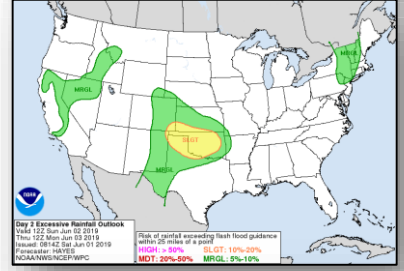 MRGL
MRGL
SLGT
MRGL
noaa
Day 2 Excessive Rainfall Outlook
Valid 12Z Sun Jun 02 2019
Thru 12Z Mon Jun 03 2019
Issued: 0814Z Sat Jun 01 2019
Forecaster: HAYES
NOAA/NWS/NCEP/WPC
Risk of rainfall exceeding flash flood guidance
within 25 miles of a point
HIGH: > 50% SLGT: 10%-20%
MDT: 20%-50% MRGL: 5%-10%